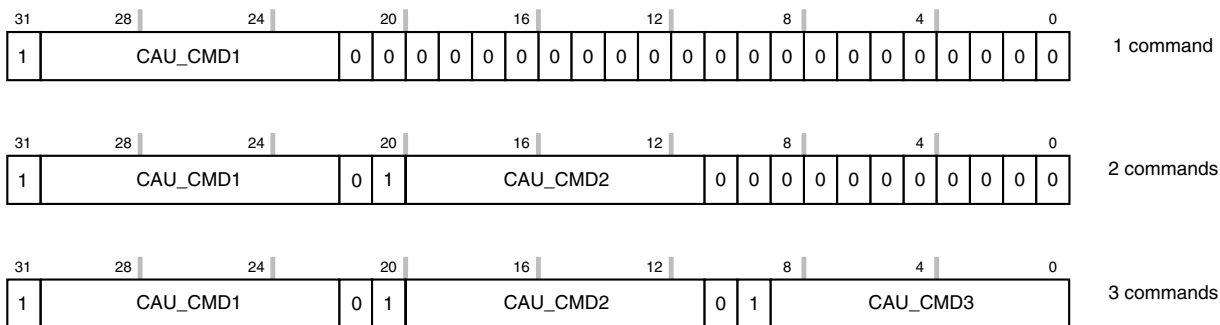 31 28 24 20 16 12 8 4 0
1 CAU_CMD1 0 0 0 0 0 0 0 0 0 0 0 0 0 0 0 0 0 0 0 0 0 0 1 command
31 28 24 20 16 12 8 4 0
1 CAU_CMD1 0 1 CAU_CMD2 0 0 0 0 0 0 0 0 0 0 0 2 commands
31 28 24 20 16 12 8 4 0
1 CAU_CMD1 0 1 CAU_CMD2 0 1 CAU_CMD3 3 commands